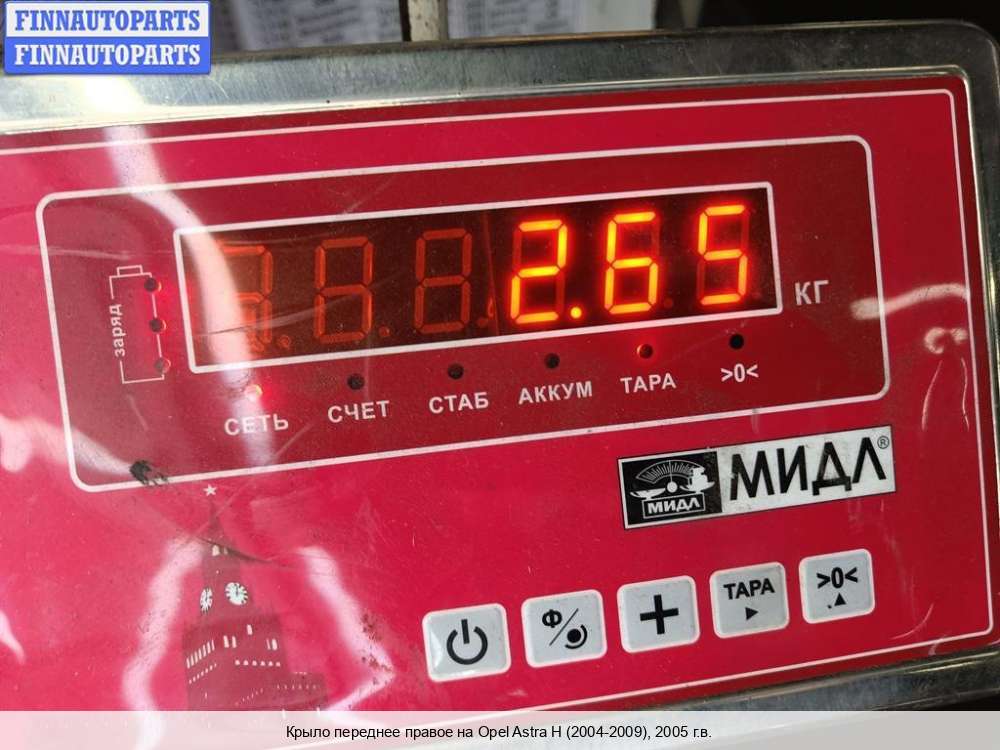 FINNAUTOPARTS
FINNAUTOPARTS
2.65
КГ
заряд
СЕТЬ СЧЕТ СТАБ АККУМ ТАРА >0<
МИДЛ МИДЛ®
Ф/ + ТАРА >0<
Крыло переднее правое на Opel Astra H (2004-2009), 2005 г.в.